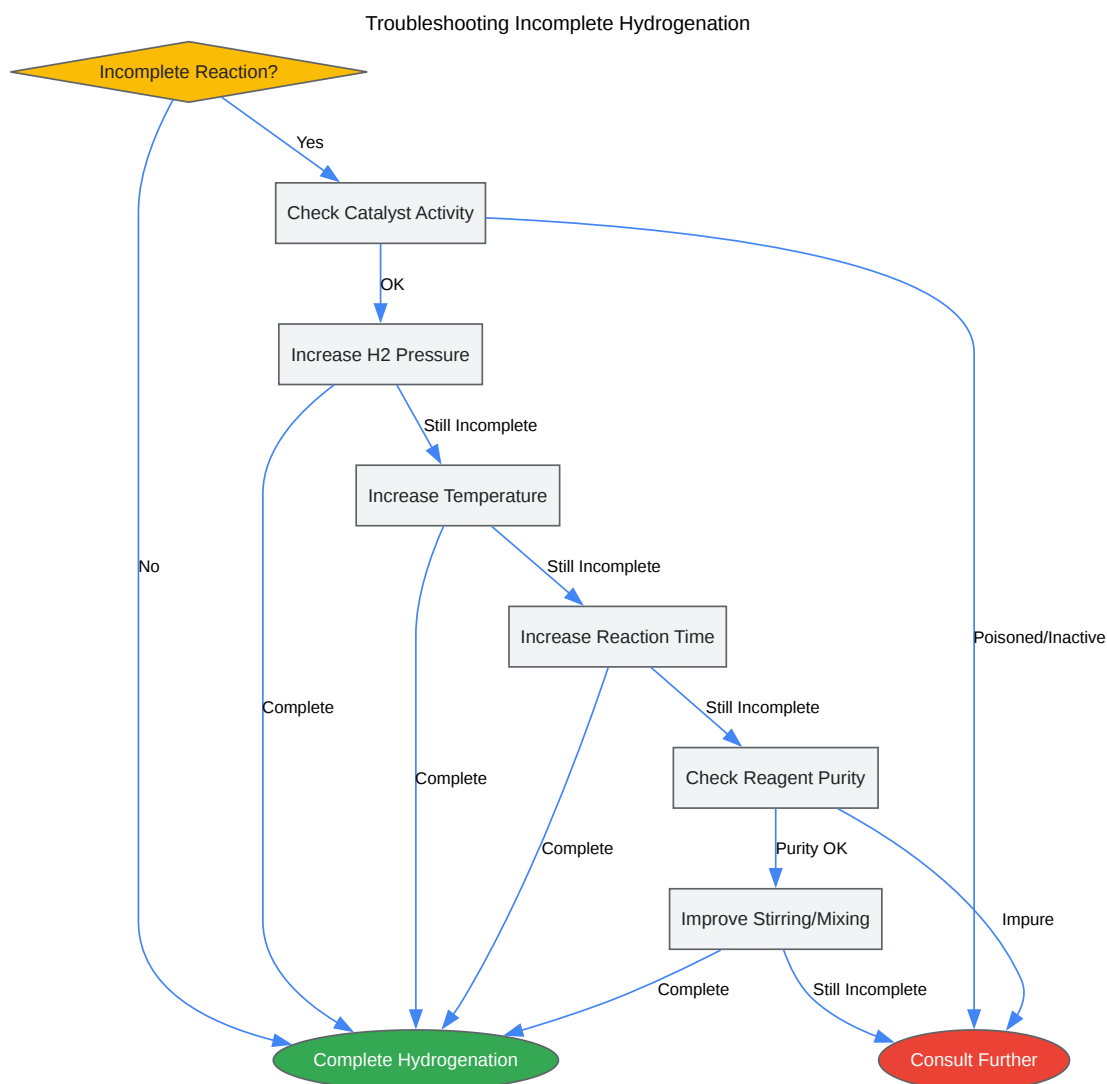 Troubleshooting Incomplete Hydrogenation
Incomplete Reaction?
Yes
Check Catalyst Activity
OK
Increase H2 Pressure
Still Incomplete
Increase Temperature
No
Still Incomplete
Increase Reaction Time
Poisoned/Inactive
Complete
Still Incomplete
Complete
Check Reagent Purity
Complete
Purity OK
Improve Stirring/Mixing
Impure
Complete
Still Incomplete
Complete Hydrogenation
Consult Further